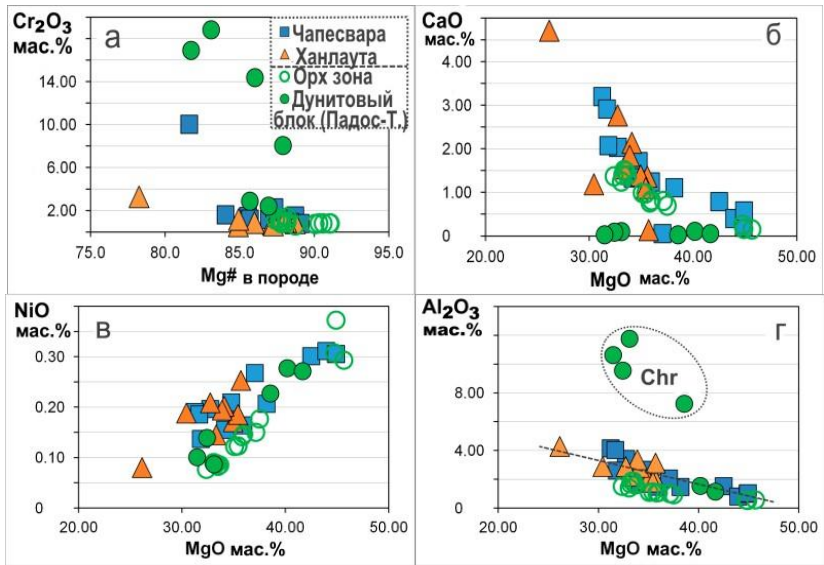 Cr2O3
мас.%
а
18.00
14.00
10.00
6.00
2.00
75.0 80.0 85.0 90.0 95.0
Mg# в породе
Чапесвара
Ханлаута
Орх зона
Дунитовый
блок (Падос-Т.)
CaO
мас.%
б
5.00
4.00
3.00
2.00
1.00
0
20.00 30.00 40.00 50.00
MgO мас.%
NiO
мас.%
в
0.30
0.20
0.10
0
20.00 30.00 40.00 50.00
MgO мас.%
Al2O3
мас.%
г
Chr
8.00
4.00
0
20.00 30.00 40.00 50.00
MgO мас.%